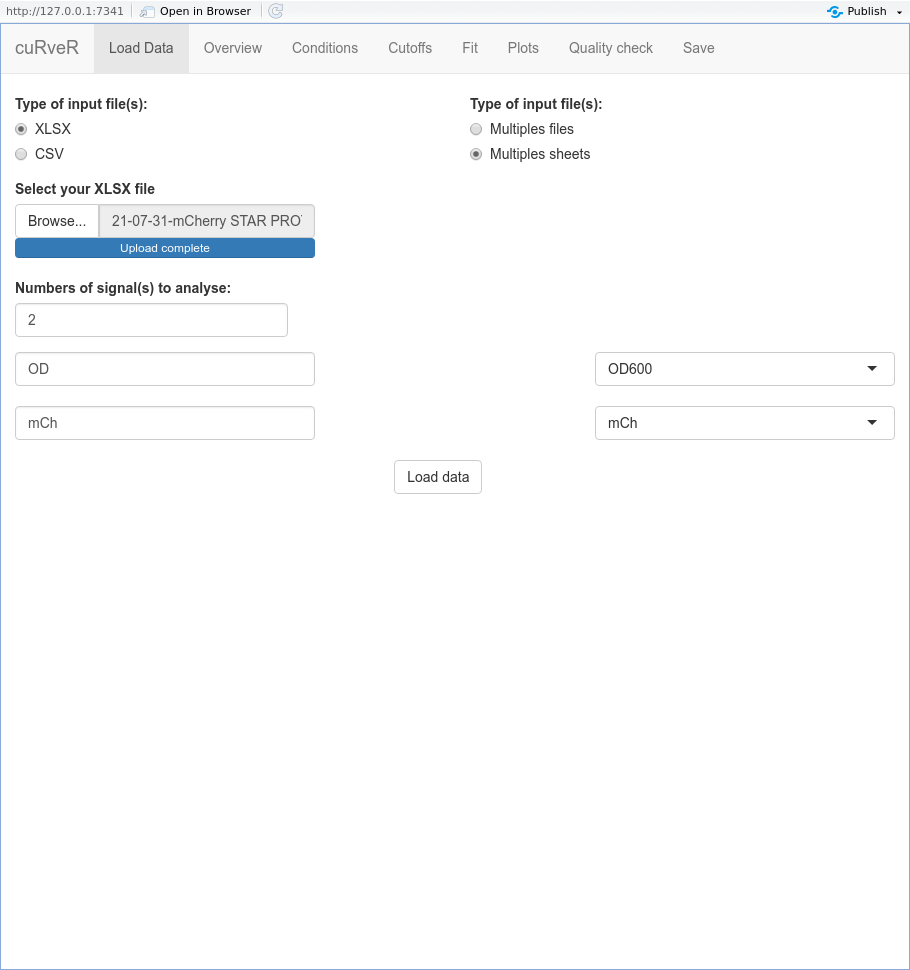 http://127.0.0.1:7341 Open in Browser Publish
cuRveR Load Data Overview Conditions Cutoffs Fit Plots Quality check Save
Type of input file(s): Type of input file(s):
XLSX Multiples files
CSV Multiples sheets
Select your XLSX file
Browse... 21-07-31-mCherry STAR PRO
Upload complete
Numbers of signal(s) to analyse:
2
OD OD600
mCh mCh
Load data